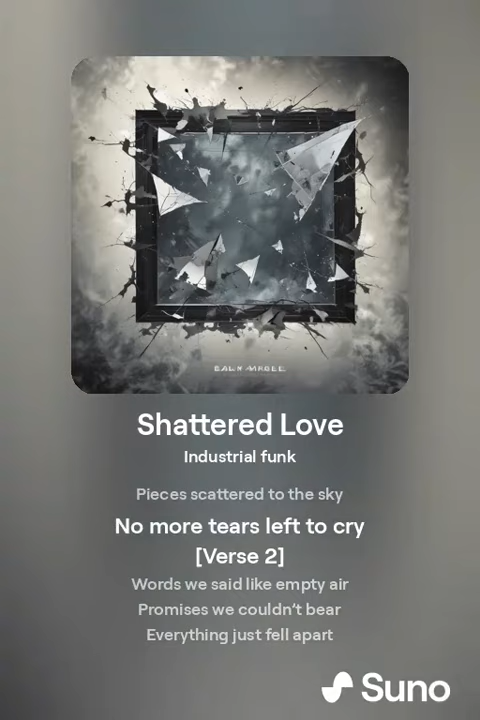 Shattered Love
Industrial funk
Pieces scattered to the sky
No more tears left to cry
[Verse 2]
Words we said like empty air
Promises we couldn't bear
Everything just fell apart
Suno